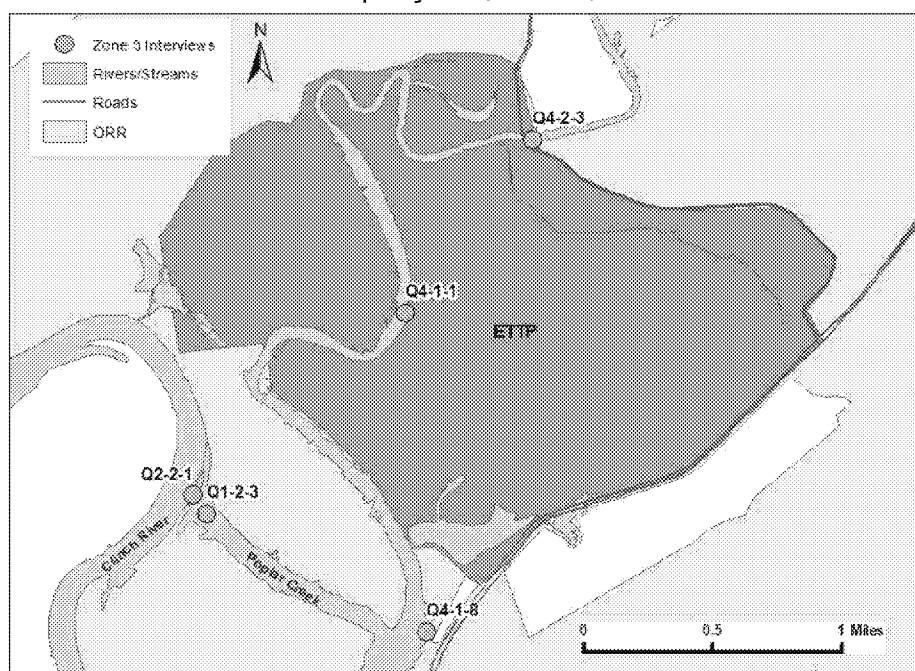 Zone 3 Interviews
Rivers/Streams
Roads
ORR
N
Q4-2-3
Q4-1-1
ETTP
Q2-2-1
Q1-2-3
Clinch River
Poplar Creek
Q4-1-8
0 0.5 1 Miles